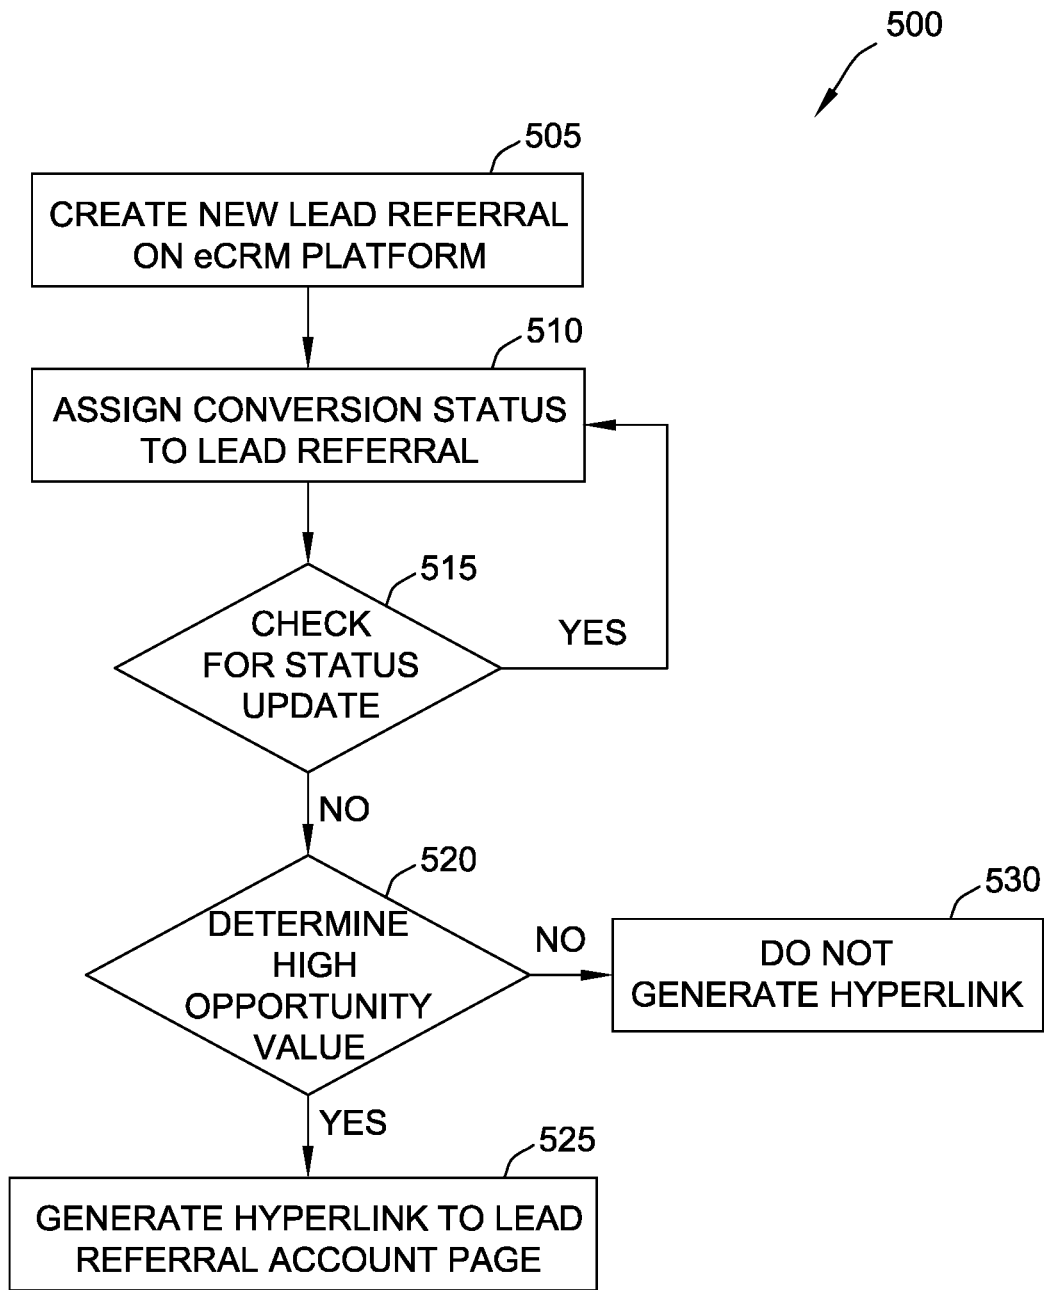 500
505
CREATE NEW LEAD REFERRAL
ON eCRM PLATFORM
510
ASSIGN CONVERSION STATUS
TO LEAD REFERRAL
515
CHECK
FOR STATUS
UPDATE
YES
NO
520
DETERMINE
HIGH
OPPORTUNITY
VALUE
NO
530
DO NOT
GENERATE HYPERLINK
YES
525
GENERATE HYPERLINK TO LEAD
REFERRAL ACCOUNT PAGE